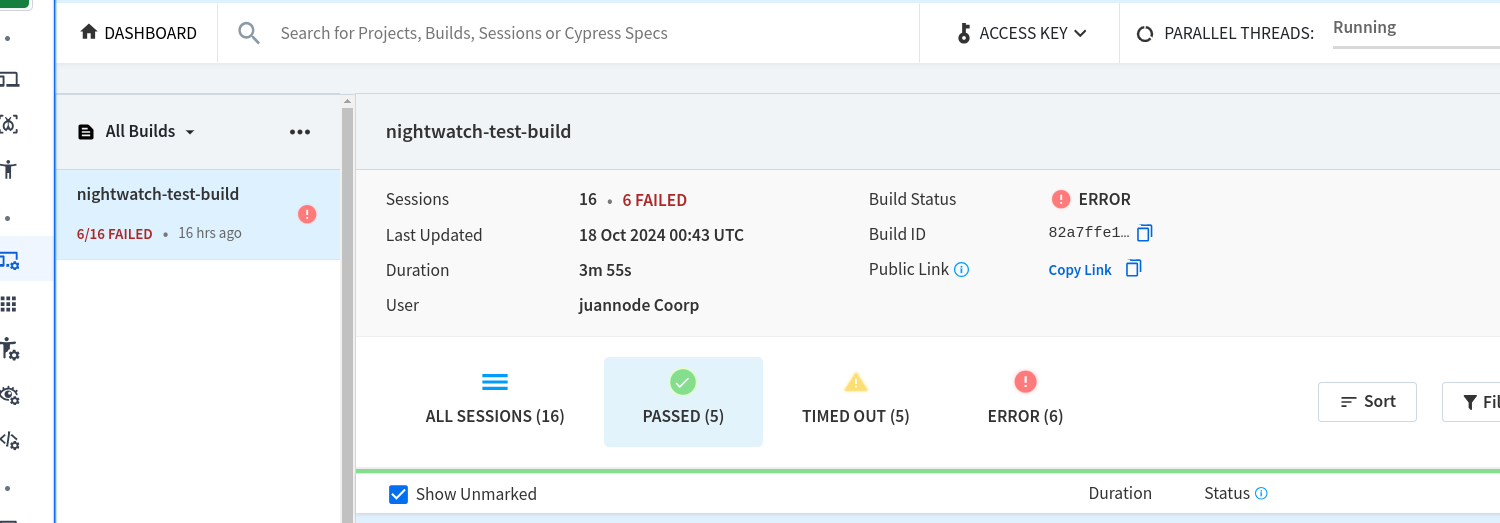 DASHBOARD
Search for Projects, Builds, Sessions or Cypress Specs
ACCESS KEY
PARALLEL THREADS:
Running
All Builds
nightwatch-test-build
6/16 FAILED • 16 hrs ago
nightwatch-test-build
Sessions 16 • 6 FAILED
Last Updated 18 Oct 2024 00:43 UTC
Duration 3m 55s
User juannode Coorp
Build Status ERROR
Build ID 82a7ffe1…
Public Link Copy Link
ALL SESSIONS (16)
PASSED (5)
TIMED OUT (5)
ERROR (6)
Sort
Show Unmarked
Duration
Status